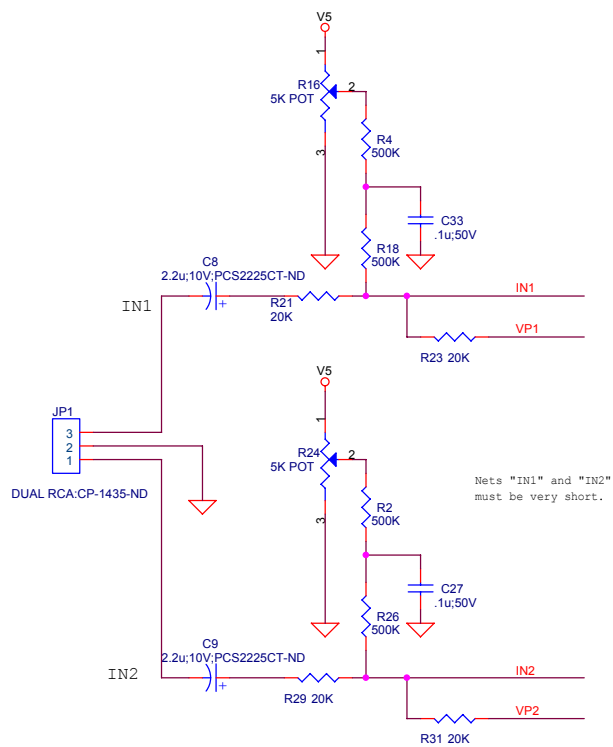 V5
1
R16
5K POT
2
3
R4
500K
C33
.1u;50V
R18
500K
C8
2.2u;10V;PCS2225CT-ND
IN1
R21
20K
IN1
VP1
R23 20K
JP1
3
2
1
DUAL RCA:CP-1435-ND
V5
1
R24
5K POT
2
3
R2
500K
Nets "IN1" and "IN2"
must be very short.
C27
.1u;50V
R26
500K
C9
2.2u;10V;PCS2225CT-ND
IN2
R29 20K
IN2
VP2
R31 20K